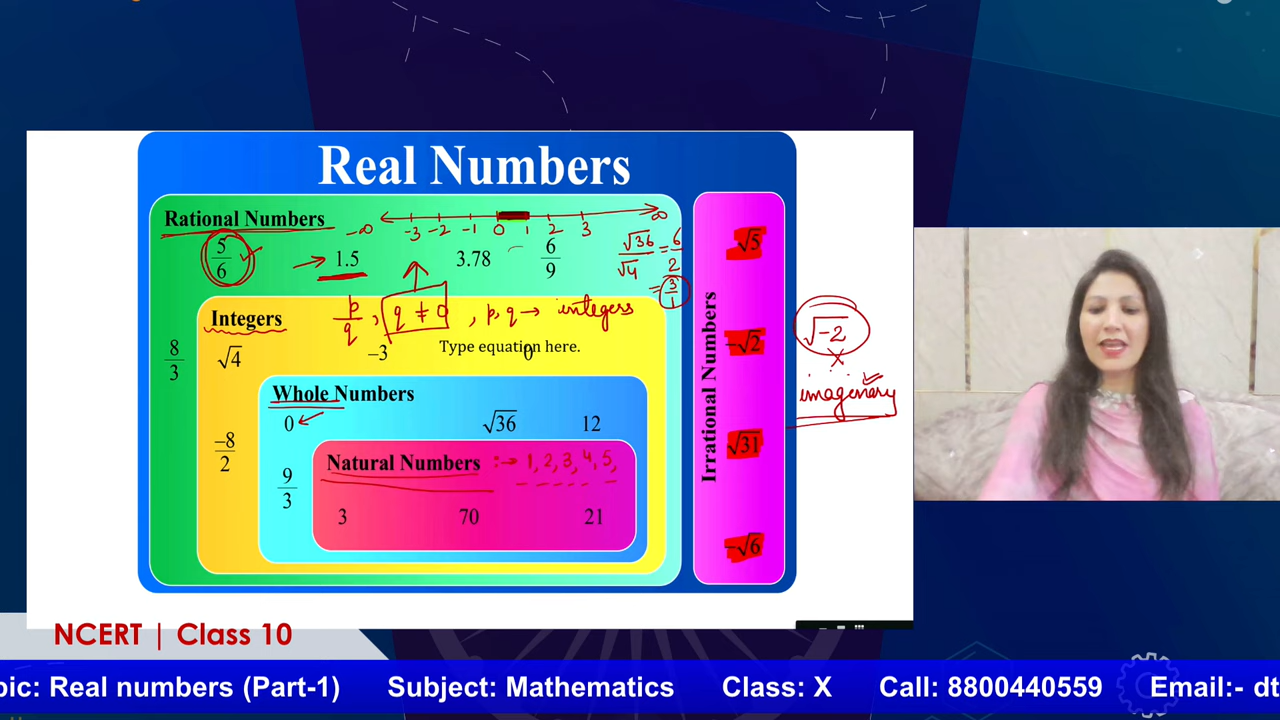 Real Numbers
Rational Numbers
-∞ -3 -2 -1 0 1 2 3 ∞
5/6 ✓ → 1.5 3.78 6/9
√36/√4 = 6/2
= 3/1
p/q , q ≠ 0 , p, q → integers
Integers
8/3
√4 –3 Type equation here. 0
Whole Numbers
0 √36 12
–8/2
9/3
Natural Numbers :→ 1, 2, 3, 4, 5,
3 70 21
Irrational Numbers
√5
–√2
√31
–√6
√-2
x
imaginary
NCERT | Class 10
pic: Real numbers (Part-1) Subject: Mathematics Class: X Call: 8800440559 Email:- dt